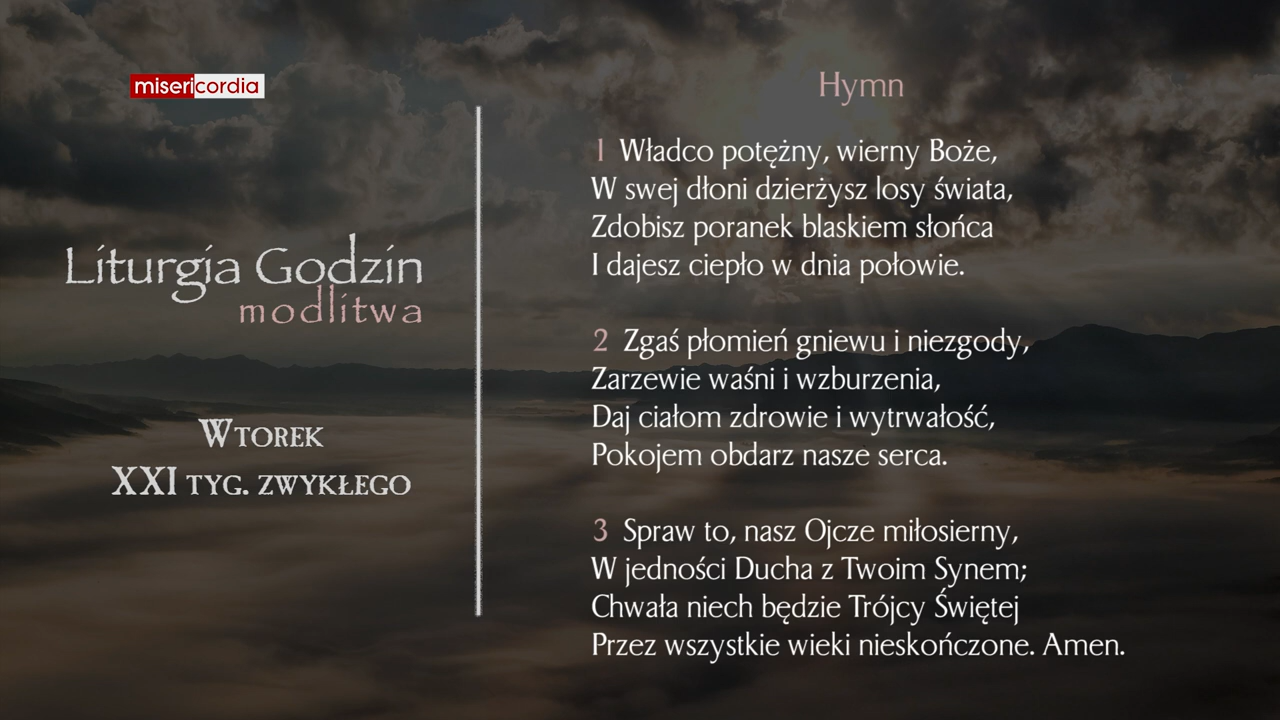 misericordia
Liturgia Godzin
modlitwa
Wtorek
XXI tyg. zwykłego
Hymn
1 Władco potężny, wierny Boże,
W swej dłoni dzierżysz losy świata,
Zdobisz poranek blaskiem słońca
I dajesz ciepło w dnia połowie.
2 Zgaś płomień gniewu i niezgody,
Zarzewie waśni i wzburzenia,
Daj ciałom zdrowie i wytrwałość,
Pokojem obdarz nasze serca.
3 Spraw to, nasz Ojcze miłosierny,
W jedności Ducha z Twoim Synem;
Chwała niech będzie Trójcy Świętej
Przez wszystkie wieki nieskończone. Amen.